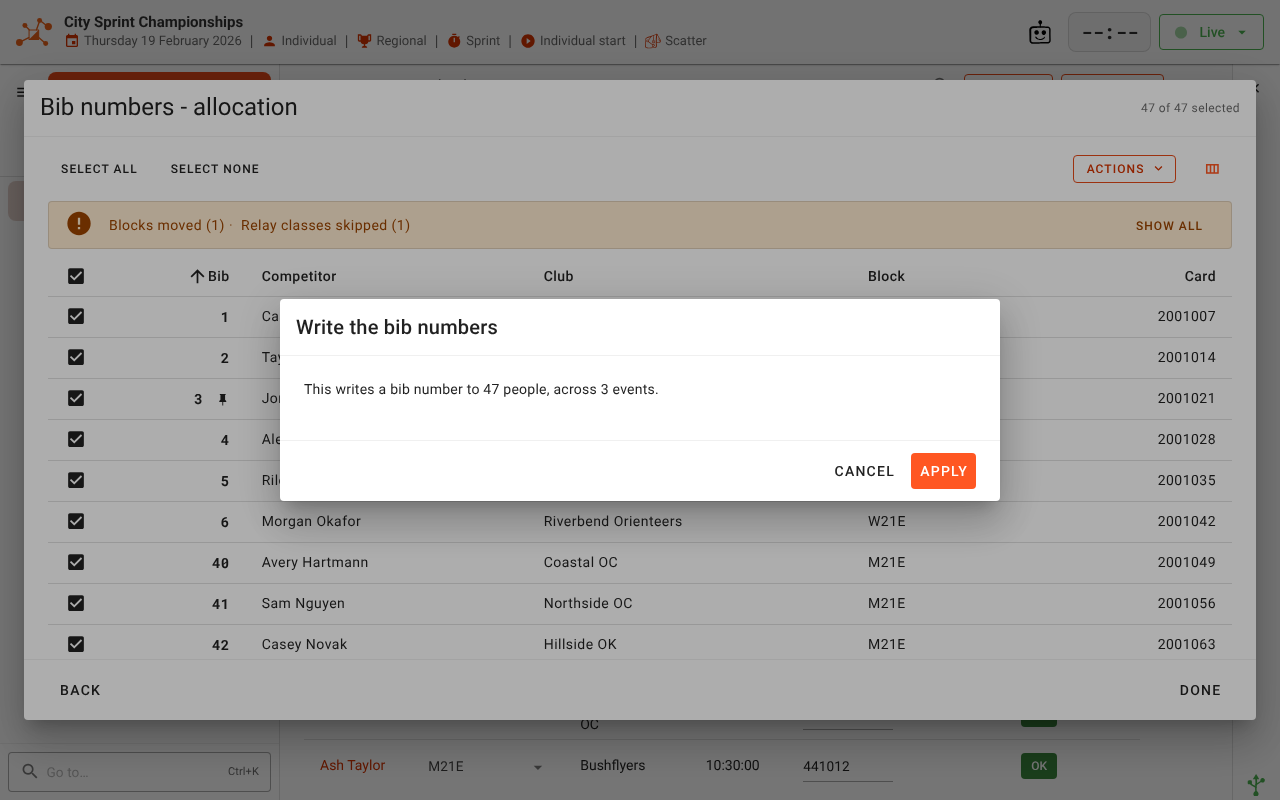 City Sprint Championships
Thursday 19 February 2026 | Individual | Regional | Sprint | Individual start | Scatter
--:--
Live
Bib numbers - allocation
47 of 47 selected
SELECT ALL SELECT NONE
ACTIONS
Blocks moved (1) · Relay classes skipped (1)
SHOW ALL
Bib Competitor Club Block Card
1 Ca 2001007
2 Tay 2001014
3 Jo 2001021
4 Ale 2001028
5 Ril 2001035
Write the bib numbers
This writes a bib number to 47 people, across 3 events.
CANCEL APPLY
6 Morgan Okafor Riverbend Orienteers W21E 2001042
40 Avery Hartmann Coastal OC M21E 2001049
41 Sam Nguyen Northside OC M21E 2001056
42 Casey Novak Hillside OK M21E 2001063
BACK DONE
OC
Go to... Ctrl+K
Ash Taylor M21E Bushflyers 10:30:00 441012 OK